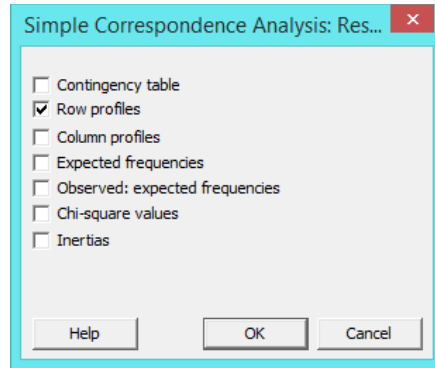 Simple Correspondence Analysis: Res...
Contingency table
Row profiles
Column profiles
Expected frequencies
Observed: expected frequencies
Chi-square values
Inertias
Help OK Cancel